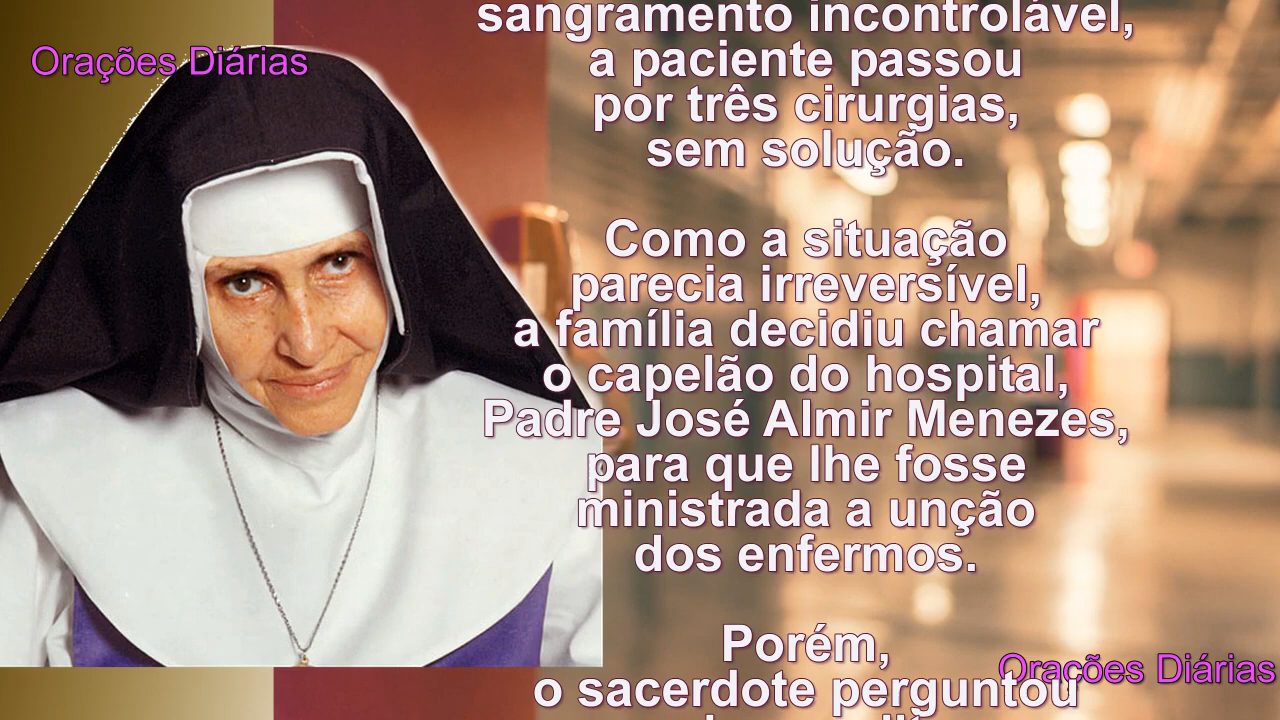 Orações Diárias
sangramento incontrolável,
a paciente passou
por três cirurgias,
sem solução.
Como a situação
parecia irreversível,
a família decidiu chamar
o capelão do hospital,
Padre José Almir Menezes,
para que lhe fosse
ministrada a unção
dos enfermos.
Porém,
o sacerdote perguntou
Orações Diárias